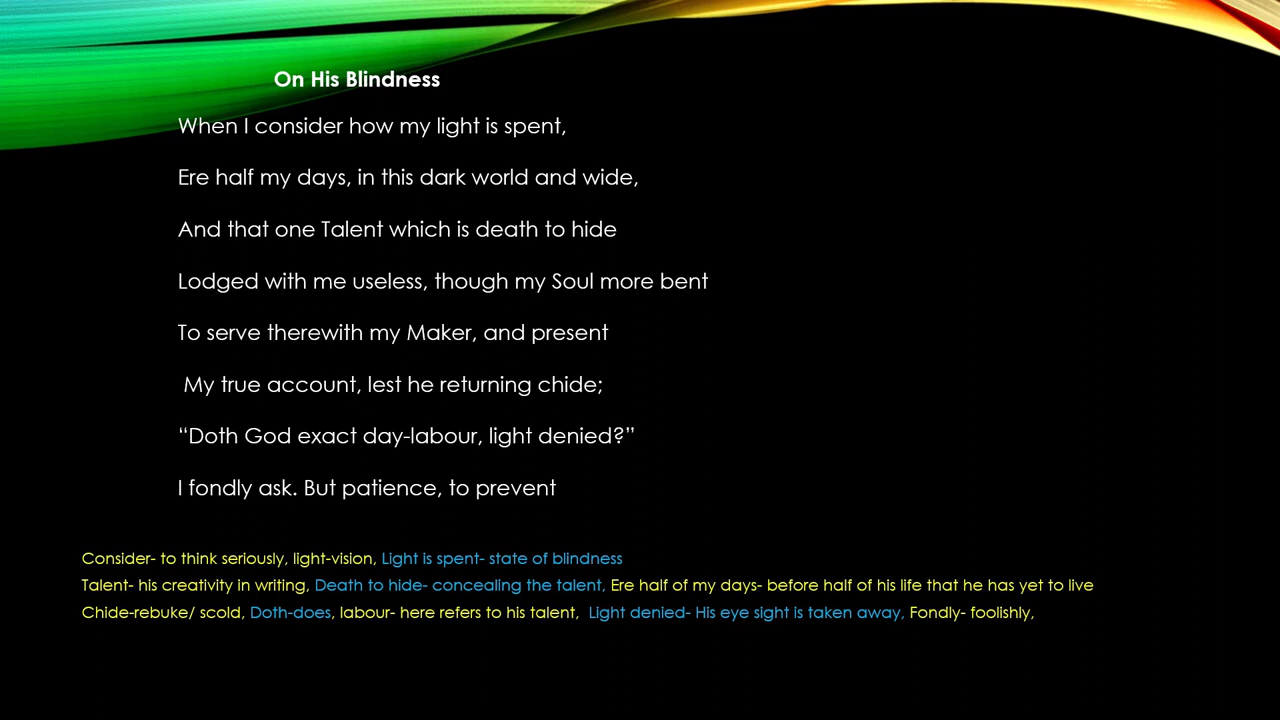 On His Blindness
When I consider how my light is spent,
Ere half my days, in this dark world and wide,
And that one Talent which is death to hide
Lodged with me useless, though my Soul more bent
To serve therewith my Maker, and present
My true account, lest he returning chide;
“Doth God exact day-labour, light denied?”
I fondly ask. But patience, to prevent
Consider- to think seriously, light-vision, Light is spent- state of blindness
Talent- his creativity in writing, Death to hide- concealing the talent, Ere half of my days- before half of his life that he has yet to live
Chide-rebuke/ scold, Doth-does, labour- here refers to his talent, Light denied- His eye sight is taken away, Fondly- foolishly,